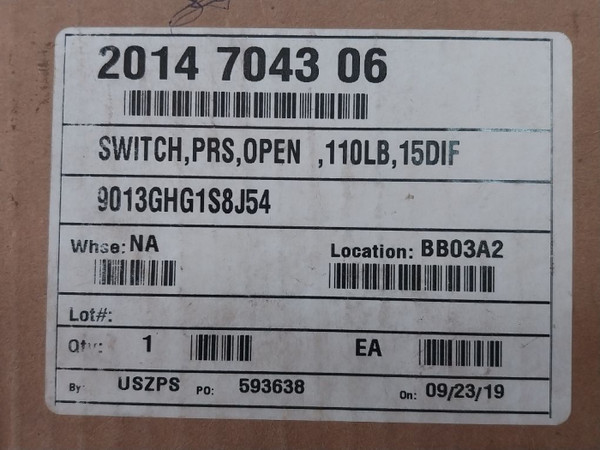 2014 7043 06
SWITCH,PRS,OPEN ,110LB,15DIF
9013GHG1S8J54
Whse: NA Location: BB03A2
Lot#:
Qty: 1 EA
By: USZPS PO: 593638 On: 09/23/19